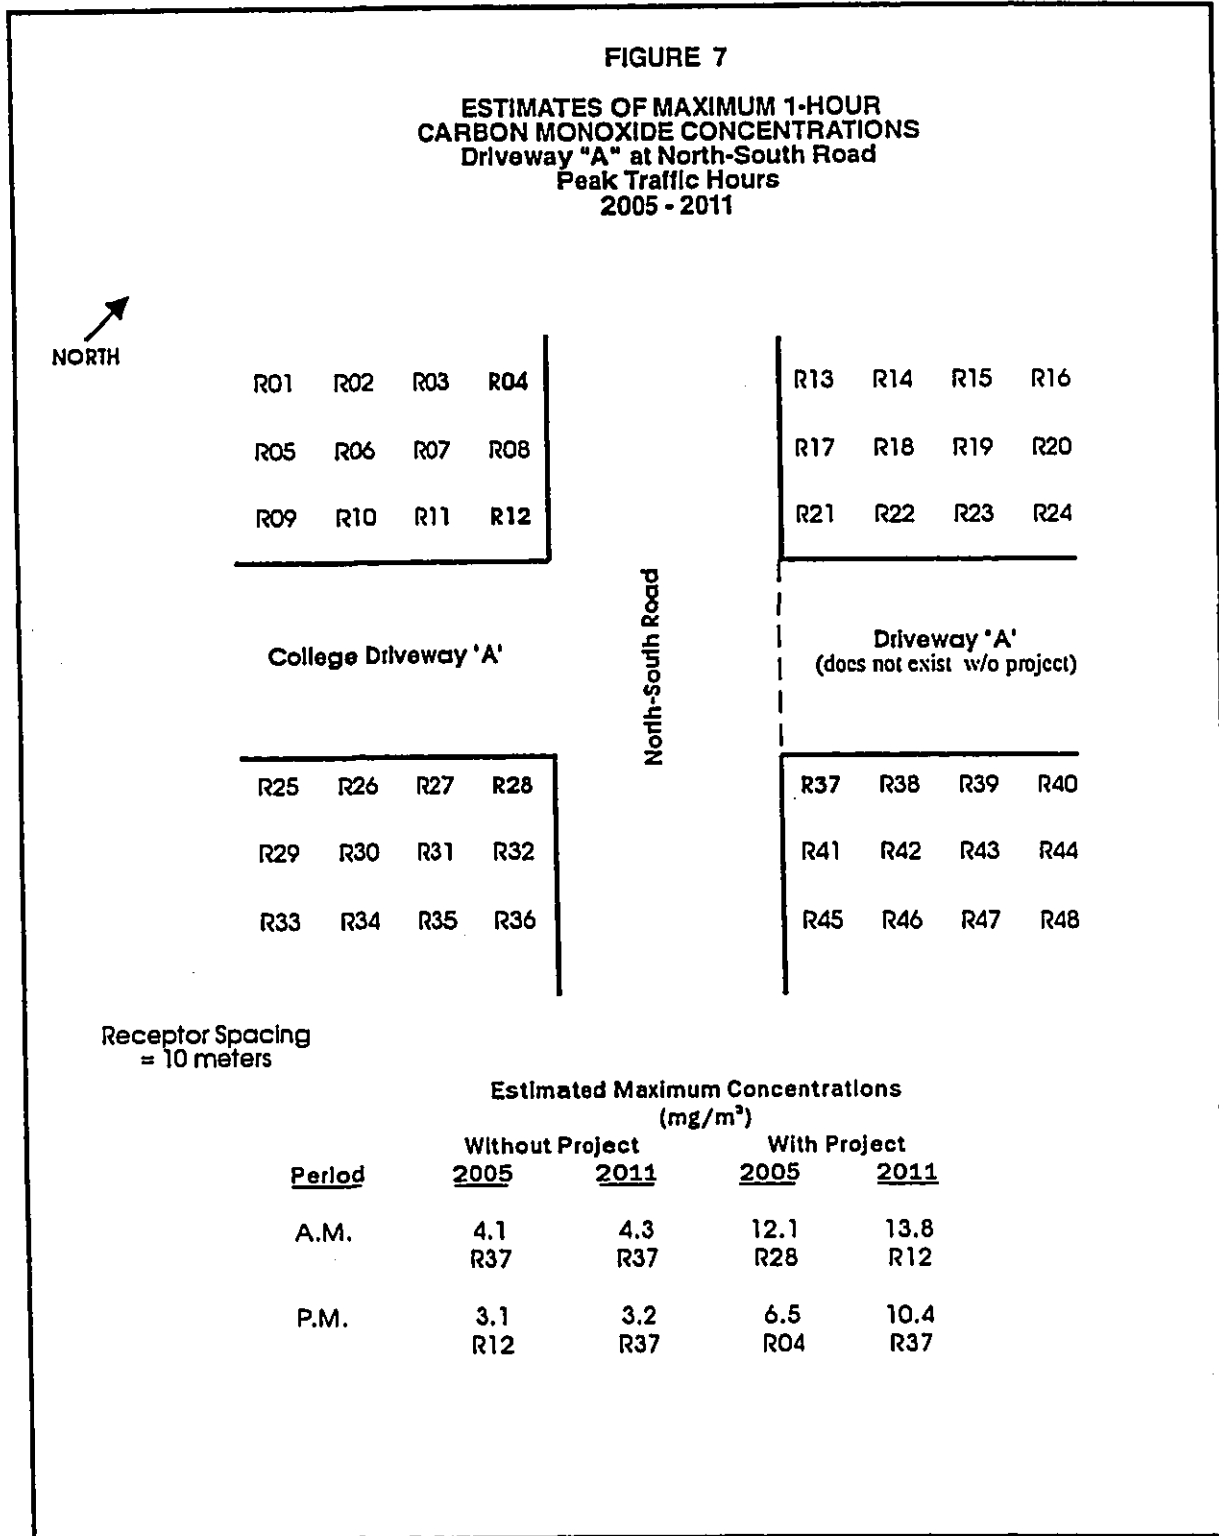 FIGURE 7
ESTIMATES OF MAXIMUM 1-HOUR
CARBON MONOXIDE CONCENTRATIONS
Driveway "A" at North-South Road
Peak Traffic Hours
2005 - 2011
NORTH
R01 R02 R03 R04 R13 R14 R15 R16
R05 R06 R07 R08 R17 R18 R19 R20
R09 R10 R11 R12 R21 R22 R23 R24
North-South Road
College Driveway 'A' Driveway 'A'
(does not exist w/o project)
R25 R26 R27 R28 R37 R38 R39 R40
R29 R30 R31 R32 R41 R42 R43 R44
R33 R34 R35 R36 R45 R46 R47 R48
Receptor Spacing
= 10 meters
Estimated Maximum Concentrations
(mg/m³)
Without Project With Project
Period 2005 2011 2005 2011
A.M. 4.1 4.3 12.1 13.8
R37 R37 R28 R12
P.M. 3.1 3.2 6.5 10.4
R12 R37 R04 R37